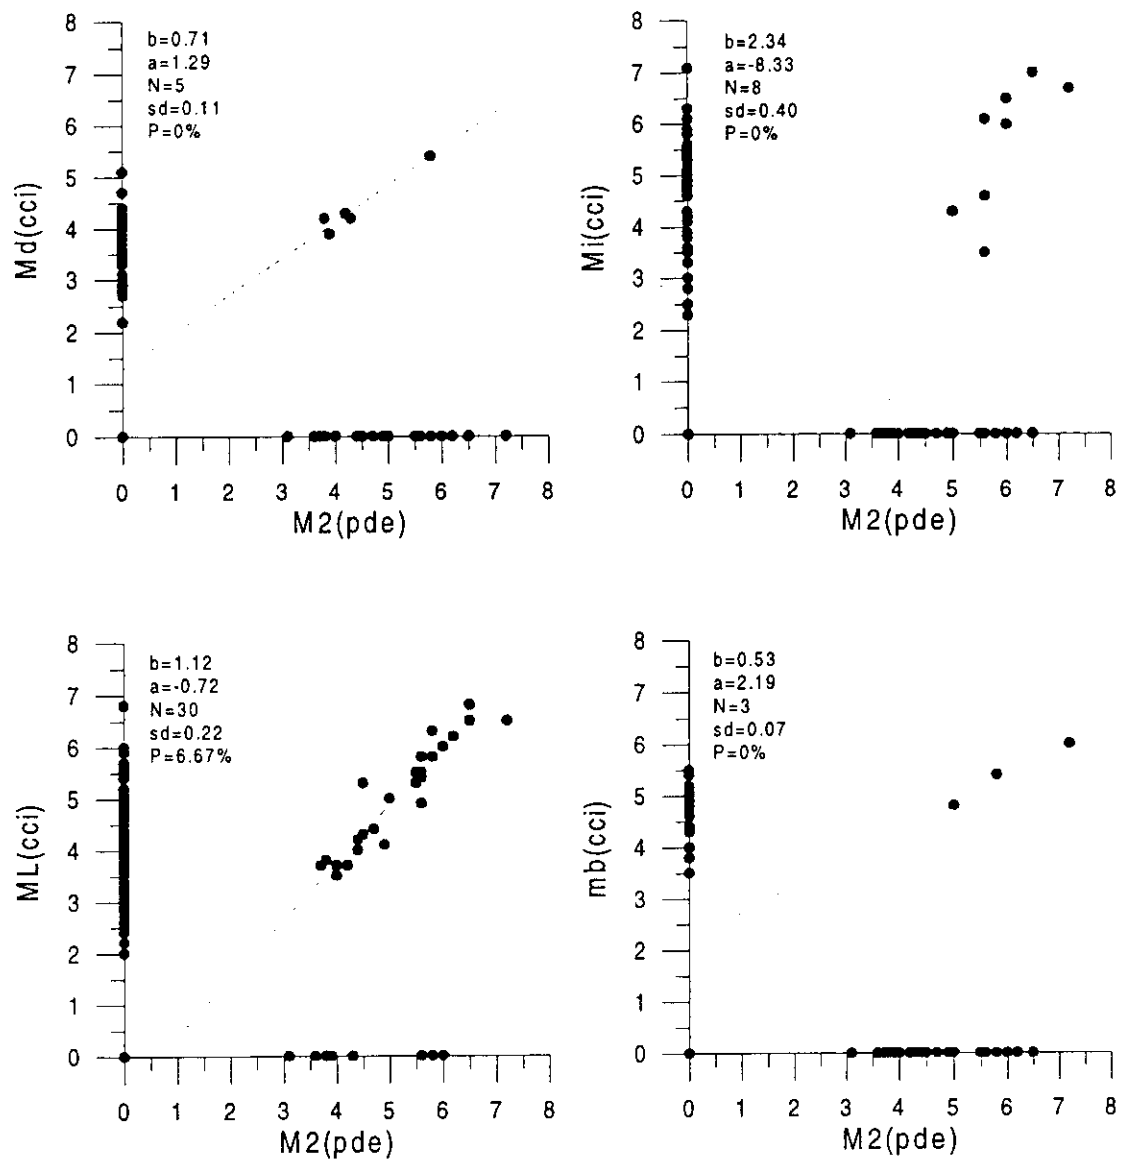 8
7
6
5
4
3
2
1
0
Md(cci)
b=0.71
a=1.29
N=5
sd=0.11
P=0%
0 1 2 3 4 5 6 7 8
M2(pde)
8
7
6
5
4
3
2
1
0
Mi(cci)
b=2.34
a=-8.33
N=8
sd=0.40
P=0%
0 1 2 3 4 5 6 7 8
M2(pde)
8
7
6
5
4
3
2
1
0
ML(cci)
b=1.12
a=-0.72
N=30
sd=0.22
P=6.67%
0 1 2 3 4 5 6 7 8
M2(pde)
8
7
6
5
4
3
2
1
0
mb(cci)
b=0.53
a=2.19
N=3
sd=0.07
P=0%
0 1 2 3 4 5 6 7 8
M2(pde)